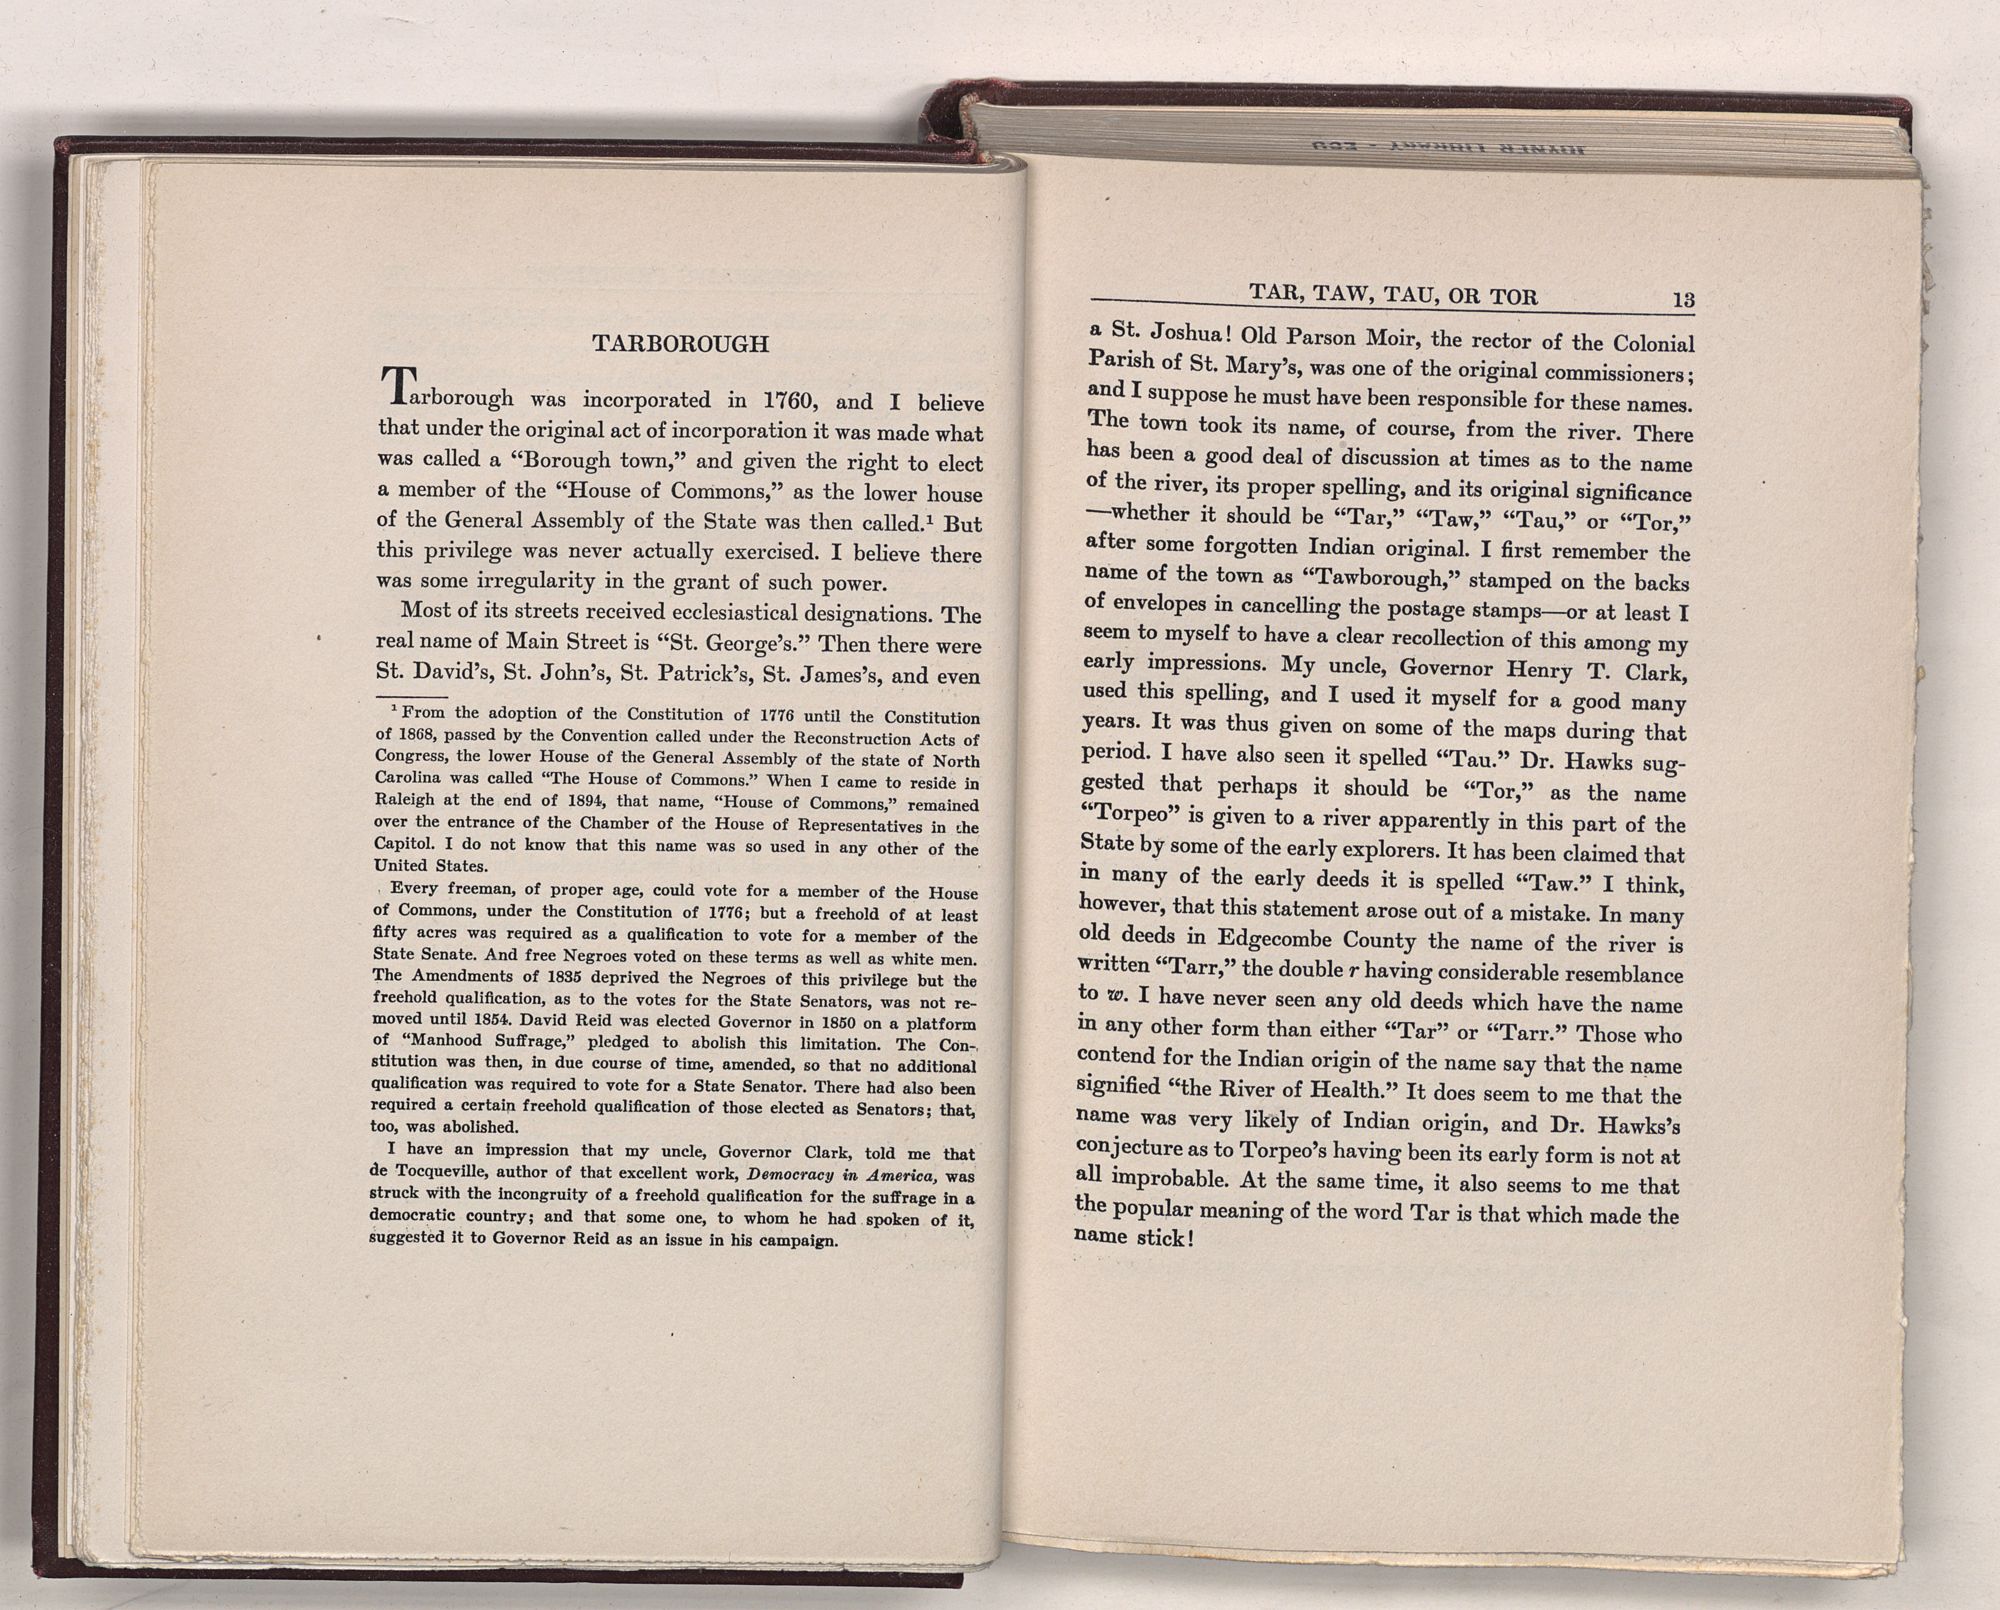 TARBOROUGH
Tarborough was incorporated in 1760, and I believe
that under the original act of incorporation it was made what
was called a “Borough town,” and given the right to elect
a member of the “House of Commons,” as the lower house
of the General Assembly of the State was then called.¹ But
this privilege was never actually exercised. I believe there
was some irregularity in the grant of such power.
Most of its streets received ecclesiastical designations. The
real name of Main Street is “St. George’s.” Then there were
St. David’s, St. John’s, St. Patrick’s, St. James’s, and even
¹ From the adoption of the Constitution of 1776 until the Constitution
of 1868, passed by the Convention called under the Reconstruction Acts of
Congress, the lower House of the General Assembly of the state of North
Carolina was called “The House of Commons.” When I came to reside in
Raleigh at the end of 1894, that name, “House of Commons,” remained
over the entrance of the Chamber of the House of Representatives in the
Capitol. I do not know that this name was so used in any other of the
United States.
Every freeman, of proper age, could vote for a member of the House
of Commons, under the Constitution of 1776; but a freehold of at least
fifty acres was required as a qualification to vote for a member of the
State Senate. And free Negroes voted on these terms as well as white men.
The Amendments of 1835 deprived the Negroes of this privilege but the
freehold qualification, as to the votes for the State Senators, was not re-
moved until 1854. David Reid was elected Governor in 1850 on a platform
of “Manhood Suffrage,” pledged to abolish this limitation. The Con-
stitution was then, in due course of time, amended, so that no additional
qualification was required to vote for a State Senator. There had also been
required a certain freehold qualification of those elected as Senators; that,
too, was abolished.
I have an impression that my uncle, Governor Clark, told me that
de Tocqueville, author of that excellent work, Democracy in America, was
struck with the incongruity of a freehold qualification for the suffrage in a
democratic country; and that some one, to whom he had spoken of it,
suggested it to Governor Reid as an issue in his campaign.
JOYNER LIBRARY - ECU
TAR, TAW, TAU, OR TOR 13
a St. Joshua! Old Parson Moir, the rector of the Colonial
Parish of St. Mary’s, was one of the original commissioners;
and I suppose he must have been responsible for these names.
The town took its name, of course, from the river. There
has been a good deal of discussion at times as to the name
of the river, its proper spelling, and its original significance
—whether it should be “Tar,” “Taw,” “Tau,” or “Tor,”
after some forgotten Indian original. I first remember the
name of the town as “Tawborough,” stamped on the backs
of envelopes in cancelling the postage stamps—or at least I
seem to myself to have a clear recollection of this among my
early impressions. My uncle, Governor Henry T. Clark,
used this spelling, and I used it myself for a good many
years. It was thus given on some of the maps during that
period. I have also seen it spelled “Tau.” Dr. Hawks sug-
gested that perhaps it should be “Tor,” as the name
“Torpeo” is given to a river apparently in this part of the
State by some of the early explorers. It has been claimed that
in many of the early deeds it is spelled “Taw.” I think,
however, that this statement arose out of a mistake. In many
old deeds in Edgecombe County the name of the river is
written “Tarr,” the double r having considerable resemblance
to w. I have never seen any old deeds which have the name
in any other form than either “Tar” or “Tarr.” Those who
contend for the Indian origin of the name say that the name
signified “the River of Health.” It does seem to me that the
name was very likely of Indian origin, and Dr. Hawks’s
conjecture as to Torpeo’s having been its early form is not at
all improbable. At the same time, it also seems to me that
the popular meaning of the word Tar is that which made the
name stick!